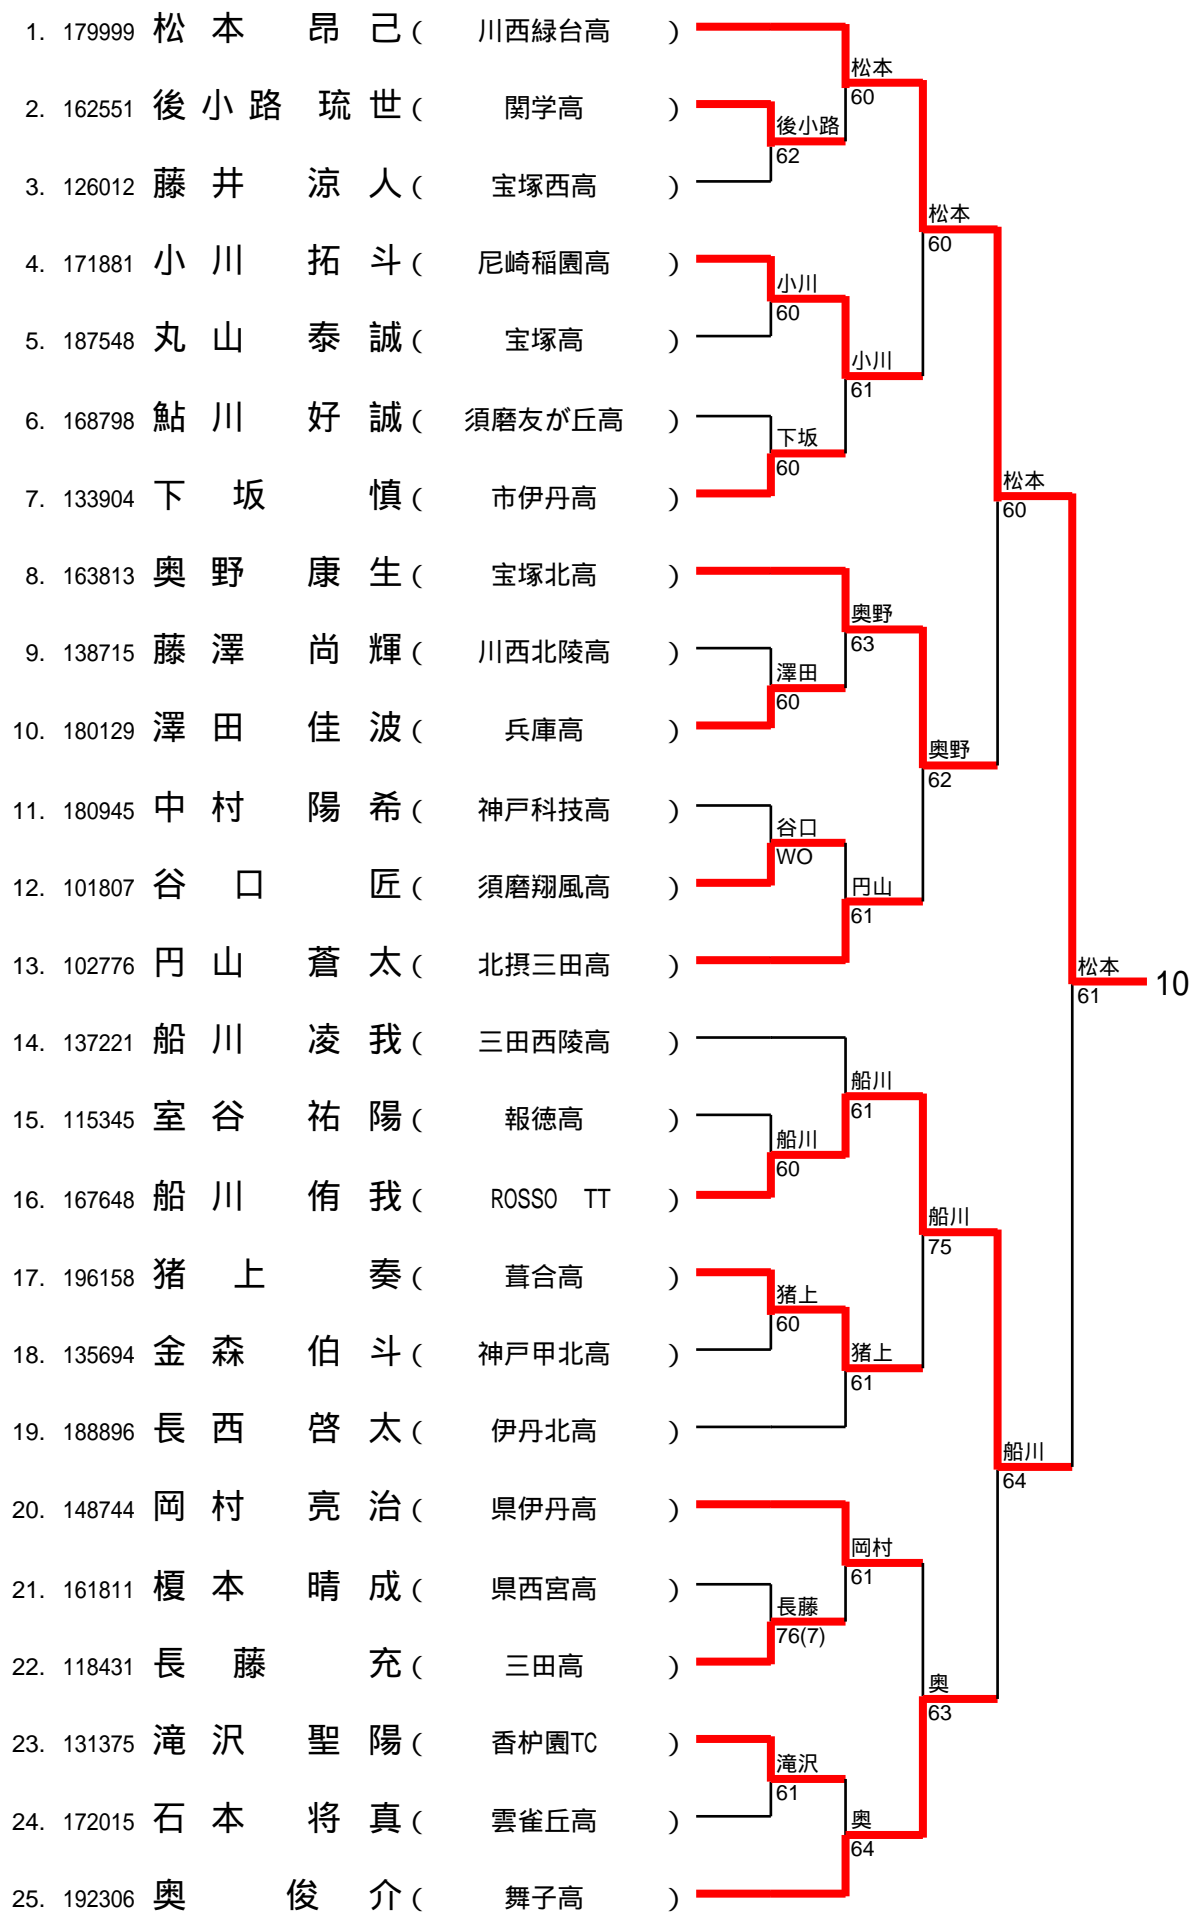 1. 179999 松本 昂己 ( 川西緑台高 )
松本
60
2. 162551 後小路 琉世 ( 関学高 )
後小路
62
3. 126012 藤井 涼人 ( 宝塚西高 )
松本
60
4. 171881 小川 拓斗 ( 尼崎稲園高 )
小川
60
5. 187548 丸山 泰誠 ( 宝塚高 )
小川
61
6. 168798 鮎川 好誠 ( 須磨友が丘高 )
下坂
60
7. 133904 下坂 慎 ( 市伊丹高 )
松本
60
8. 163813 奥野 康生 ( 宝塚北高 )
奥野
63
9. 138715 藤澤 尚輝 ( 川西北陵高 )
澤田
60
10. 180129 澤田 佳波 ( 兵庫高 )
奥野
62
11. 180945 中村 陽希 ( 神戸科技高 )
谷口
WO
12. 101807 谷口 匠 ( 須磨翔風高 )
円山
61
13. 102776 円山 蒼太 ( 北摂三田高 )
松本
61
10
14. 137221 船川 凌我 ( 三田西陵高 )
船川
61
15. 115345 室谷 祐陽 ( 報徳高 )
船川
60
16. 167648 船川 侑我 ( ROSSO TT )
船川
75
17. 196158 猪上 奏 ( 葺合高 )
猪上
60
18. 135694 金森 伯斗 ( 神戸甲北高 )
猪上
61
19. 188896 長西 啓太 ( 伊丹北高 )
船川
64
20. 148744 岡村 亮治 ( 県伊丹高 )
岡村
61
21. 161811 榎本 晴成 ( 県西宮高 )
長藤
76(7)
22. 118431 長藤 充 ( 三田高 )
奥
63
23. 131375 滝沢 聖陽 ( 香枦園TC )
滝沢
61
24. 172015 石本 将真 ( 雲雀丘高 )
奥
64
25. 192306 奥 俊介 ( 舞子高 )